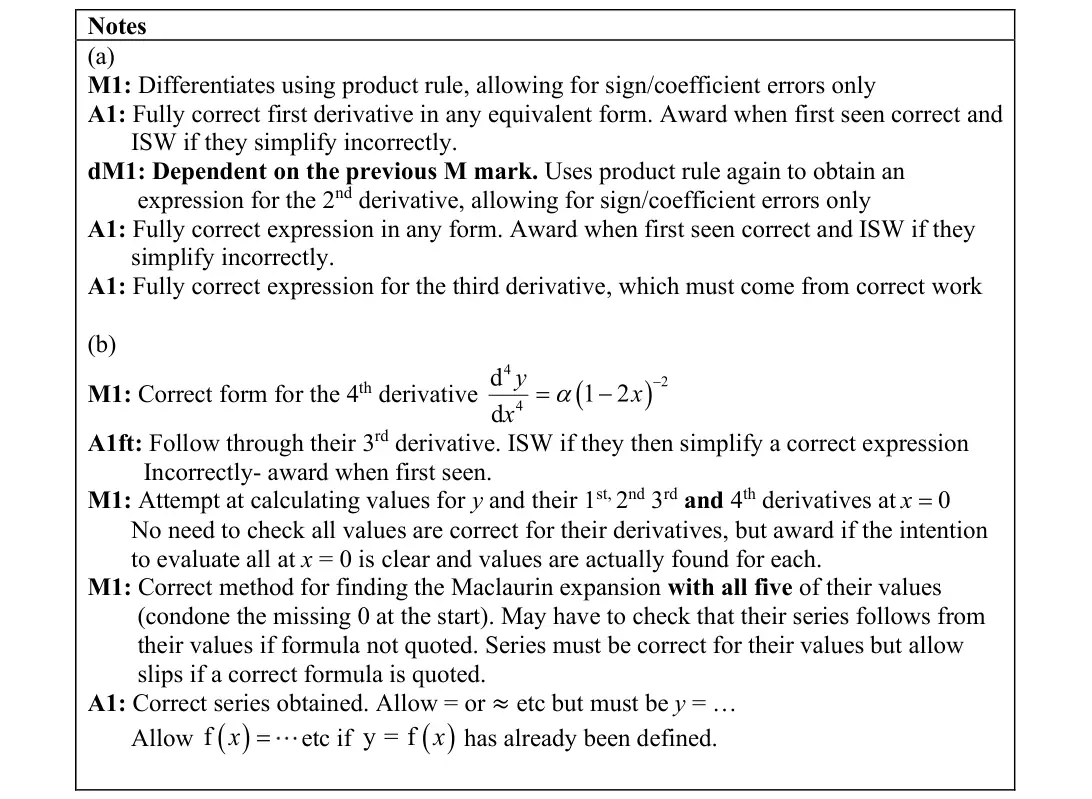 Notes
(a)
M1: Differentiates using product rule, allowing for sign/coefficient errors only
A1: Fully correct first derivative in any equivalent form. Award when first seen correct and
ISW if they simplify incorrectly.
dM1: Dependent on the previous M mark. Uses product rule again to obtain an
expression for the 2nd derivative, allowing for sign/coefficient errors only
A1: Fully correct expression in any form. Award when first seen correct and ISW if they
simplify incorrectly.
A1: Fully correct expression for the third derivative, which must come from correct work
(b)
M1: Correct form for the 4th derivative d⁴y/dx⁴ = α(1 − 2x)⁻²
A1ft: Follow through their 3rd derivative. ISW if they then simplify a correct expression
Incorrectly- award when first seen.
M1: Attempt at calculating values for y and their 1st, 2nd 3rd and 4th derivatives at x = 0
No need to check all values are correct for their derivatives, but award if the intention
to evaluate all at x = 0 is clear and values are actually found for each.
M1: Correct method for finding the Maclaurin expansion with all five of their values
(condone the missing 0 at the start). May have to check that their series follows from
their values if formula not quoted. Series must be correct for their values but allow
slips if a correct formula is quoted.
A1: Correct series obtained. Allow = or ≈ etc but must be y = …
Allow f(x) = ⋯ etc if y = f(x) has already been defined.